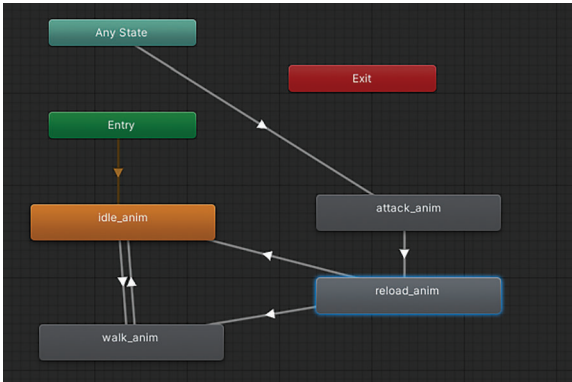 Any State
Exit
Entry
idle_anim
attack_anim
reload_anim
walk_anim